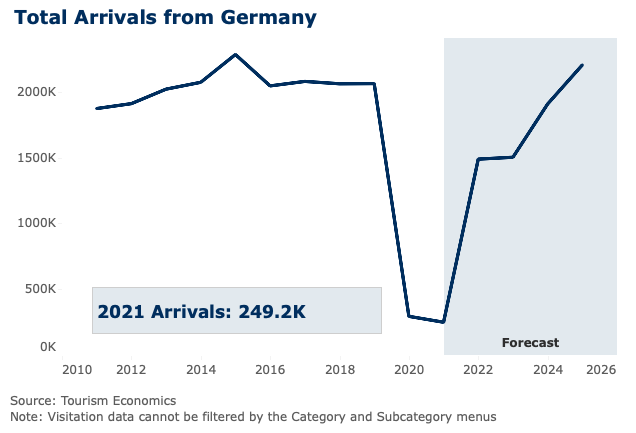 Total Arrivals from Germany
2000K
1500K
1000K
500K
0K
2021 Arrivals: 249.2K
Forecast
2010 2012 2014 2016 2018 2020 2022 2024 2026
Source: Tourism Economics
Note: Visitation data cannot be filtered by the Category and Subcategory menus